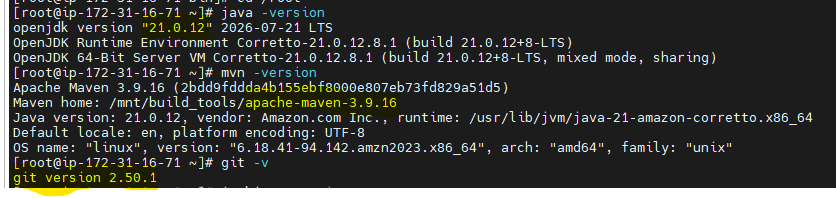 [root@ip-172-31-16-71 ~]# java -version
openjdk version "21.0.12" 2026-07-21 LTS
OpenJDK Runtime Environment Corretto-21.0.12.8.1 (build 21.0.12+8-LTS)
OpenJDK 64-Bit Server VM Corretto-21.0.12.8.1 (build 21.0.12+8-LTS, mixed mode, sharing)
[root@ip-172-31-16-71 ~]# mvn -version
Apache Maven 3.9.16 (2bdd9fddda4b155ebf8000e807eb73fd829a51d5)
Maven home: /mnt/build_tools/apache-maven-3.9.16
Java version: 21.0.12, vendor: Amazon.com Inc., runtime: /usr/lib/jvm/java-21-amazon-corretto.x86_64
Default locale: en, platform encoding: UTF-8
OS name: "linux", version: "6.18.41-94.142.amzn2023.x86_64", arch: "amd64", family: "unix"
[root@ip-172-31-16-71 ~]# git -v
git version 2.50.1